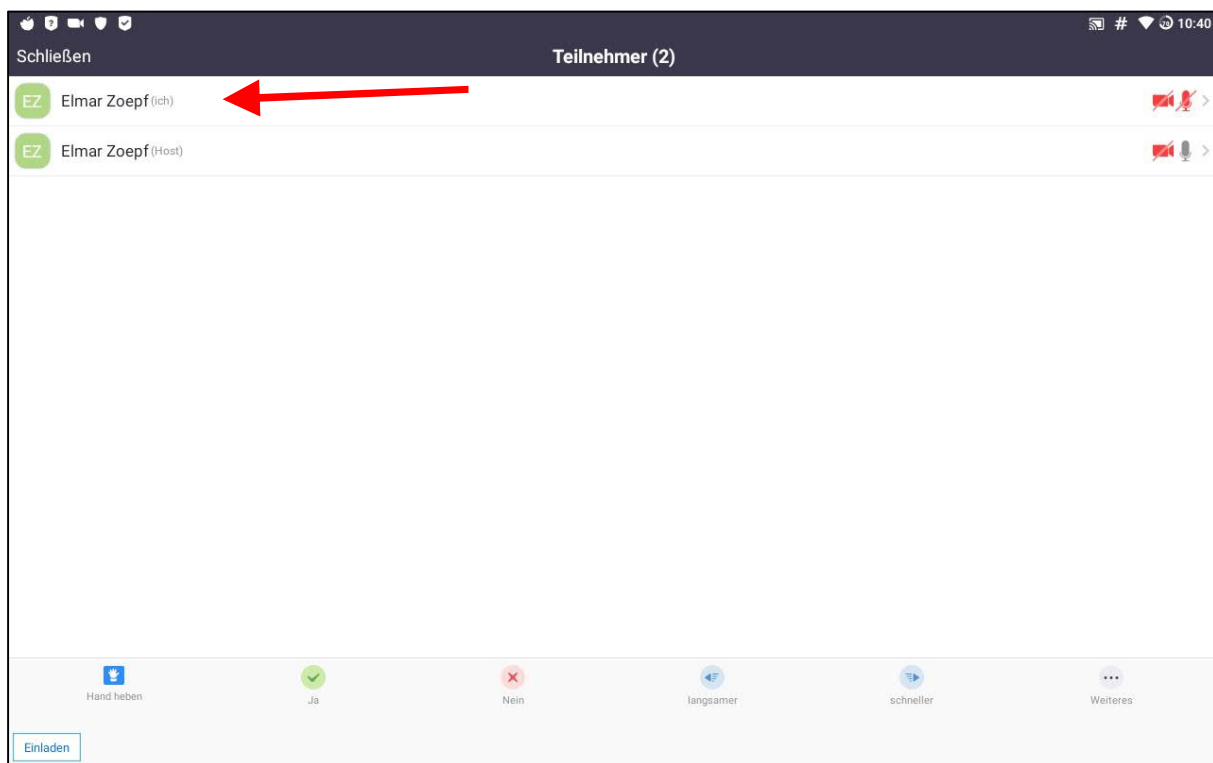 10:40
Schließen Teilnehmer (2)
EZ Elmar Zoepf (ich)
EZ Elmar Zoepf (Host)
Hand heben Ja Nein langsamer schneller Weiteres
Einladen